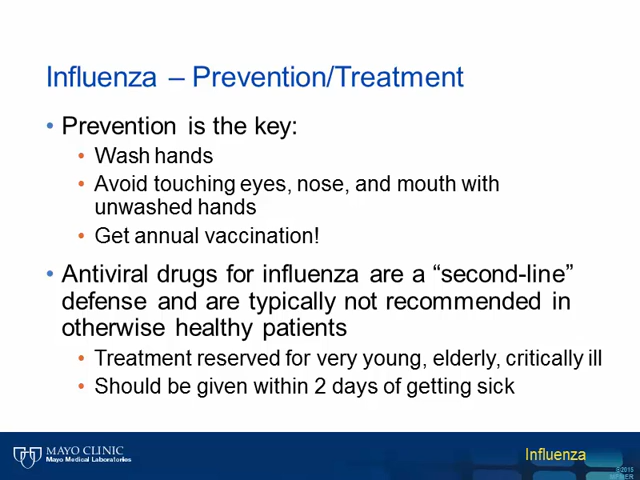 Influenza – Prevention/Treatment
• Prevention is the key:
• Wash hands
• Avoid touching eyes, nose, and mouth with
unwashed hands
• Get annual vaccination!
• Antiviral drugs for influenza are a “second-line”
defense and are typically not recommended in
otherwise healthy patients
• Treatment reserved for very young, elderly, critically ill
• Should be given within 2 days of getting sick
MAYO CLINIC
Mayo Medical Laboratories
Influenza
2015